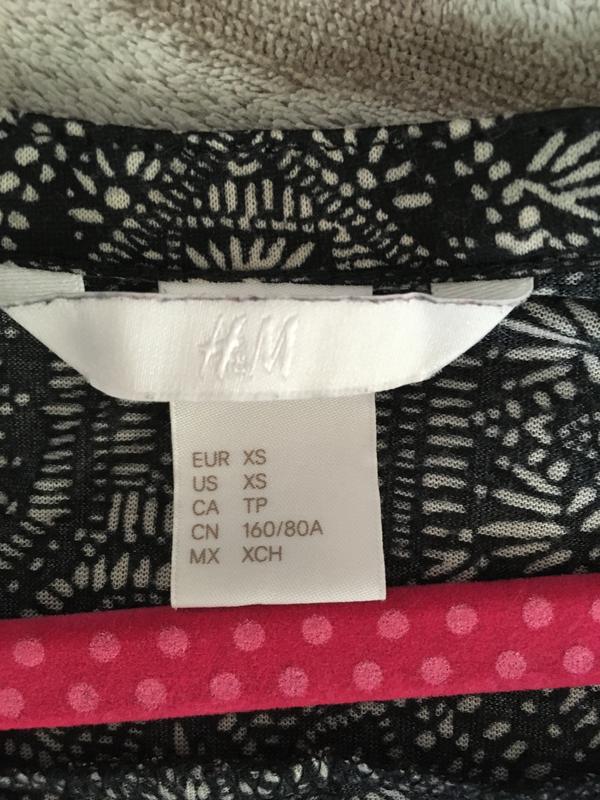 H&M
EUR XS
US XS
CA TP
CN 160/80A
MX XCH